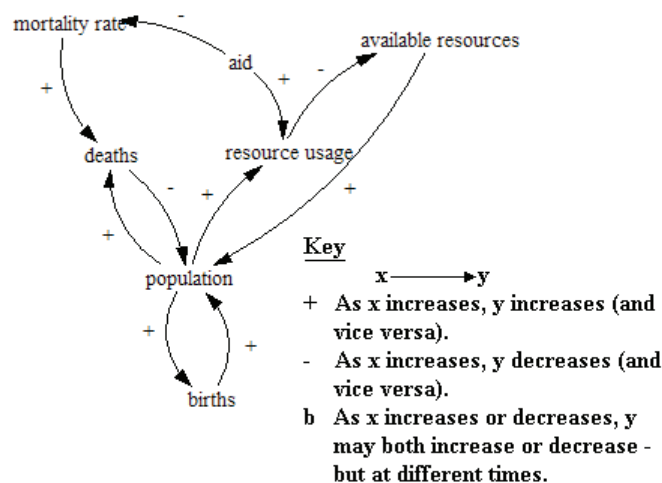 mortality rate
-
available resources
aid
+
-
+
deaths
resource usage
-
+
+
+
population
+
+
births
Key
x y
+ As x increases, y increases (and
vice versa).
- As x increases, y decreases (and
vice versa).
b As x increases or decreases, y
may both increase or decrease -
but at different times.